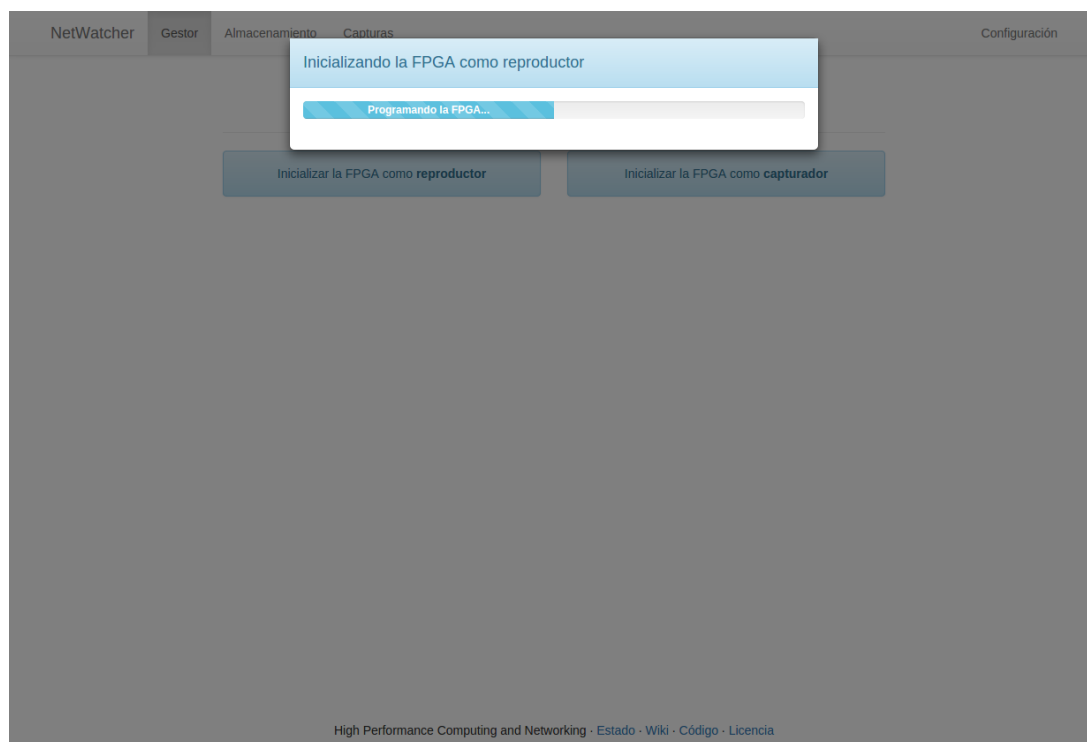 NetWatcher Gestor Almacenamiento Capturas Configuración
Inicializando la FPGA como reproductor
Programando la FPGA...
Inicializar la FPGA como reproductor
Inicializar la FPGA como capturador
High Performance Computing and Networking · Estado · Wiki · Código · Licencia